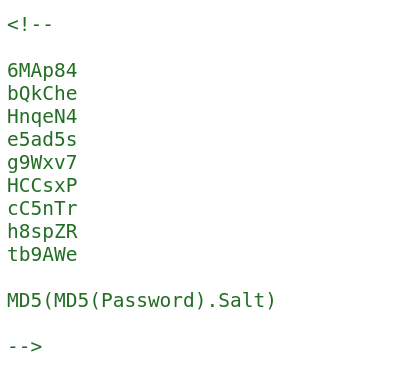 <!--
6MAp84
bQkChe
HnqeN4
e5ad5s
g9Wxv7
HCCsxP
cC5nTr
h8spZR
tb9AWe
MD5(MD5(Password).Salt)
-->